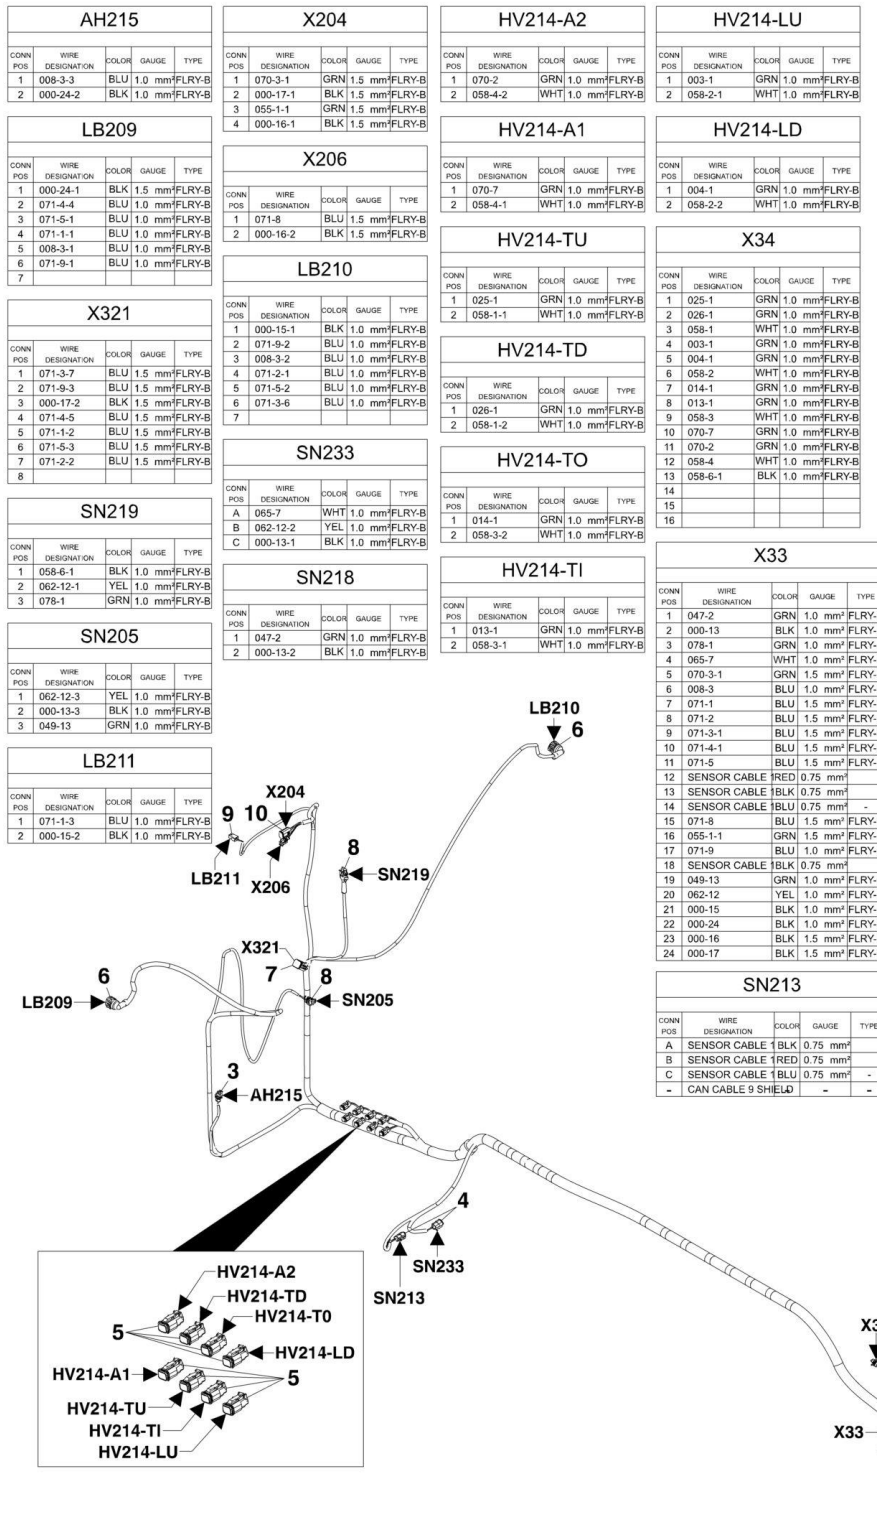 AH215
CONN POS WIRE DESIGNATION COLOR GAUGE TYPE
1 008-3-3 BLU 1.0 mm² FLRY-B
2 000-24-2 BLK 1.0 mm² FLRY-B
LB209
CONN POS WIRE DESIGNATION COLOR GAUGE TYPE
1 000-24-1 BLK 1.5 mm² FLRY-B
2 071-4-4 BLU 1.0 mm² FLRY-B
3 071-5-1 BLU 1.0 mm² FLRY-B
4 071-1-1 BLU 1.0 mm² FLRY-B
5 008-3-1 BLU 1.0 mm² FLRY-B
6 071-9-1 BLU 1.0 mm² FLRY-B
7
X321
CONN POS WIRE DESIGNATION COLOR GAUGE TYPE
1 071-3-7 BLU 1.5 mm² FLRY-B
2 071-9-3 BLU 1.5 mm² FLRY-B
3 000-17-2 BLK 1.5 mm² FLRY-B
4 071-4-5 BLU 1.5 mm² FLRY-B
5 071-1-2 BLU 1.5 mm² FLRY-B
6 071-5-3 BLU 1.5 mm² FLRY-B
7 071-2-2 BLU 1.5 mm² FLRY-B
8
SN219
CONN POS WIRE DESIGNATION COLOR GAUGE TYPE
1 058-6-1 BLK 1.0 mm² FLRY-B
2 062-12-1 YEL 1.0 mm² FLRY-B
3 078-1 GRN 1.0 mm² FLRY-B
SN205
CONN POS WIRE DESIGNATION COLOR GAUGE TYPE
1 062-12-3 YEL 1.0 mm² FLRY-B
2 000-13-3 BLK 1.0 mm² FLRY-B
3 049-13 GRN 1.0 mm² FLRY-B
LB211
CONN POS WIRE DESIGNATION COLOR GAUGE TYPE
1 071-1-3 BLU 1.0 mm² FLRY-B
2 000-15-2 BLK 1.0 mm² FLRY-B
X204
CONN POS WIRE DESIGNATION COLOR GAUGE TYPE
1 070-3-1 GRN 1.5 mm² FLRY-B
2 000-17-1 BLK 1.5 mm² FLRY-B
3 055-1-1 GRN 1.5 mm² FLRY-B
4 000-16-1 BLK 1.5 mm² FLRY-B
X206
CONN POS WIRE DESIGNATION COLOR GAUGE TYPE
1 071-8 BLU 1.5 mm² FLRY-B
2 000-16-2 BLK 1.5 mm² FLRY-B
LB210
CONN POS WIRE DESIGNATION COLOR GAUGE TYPE
1 000-15-1 BLK 1.0 mm² FLRY-B
2 071-9-2 BLU 1.0 mm² FLRY-B
3 008-3-2 BLU 1.0 mm² FLRY-B
4 071-2-1 BLU 1.0 mm² FLRY-B
5 071-5-2 BLU 1.0 mm² FLRY-B
6 071-3-6 BLU 1.0 mm² FLRY-B
7
SN233
CONN POS WIRE DESIGNATION COLOR GAUGE TYPE
A 065-7 WHT 1.0 mm² FLRY-B
B 062-12-2 YEL 1.0 mm² FLRY-B
C 000-13-1 BLK 1.0 mm² FLRY-B
SN218
CONN POS WIRE DESIGNATION COLOR GAUGE TYPE
1 047-2 GRN 1.0 mm² FLRY-B
2 000-13-2 BLK 1.0 mm² FLRY-B
HV214-A2
CONN POS WIRE DESIGNATION COLOR GAUGE TYPE
1 070-2 GRN 1.0 mm² FLRY-B
2 058-4-2 WHT 1.0 mm² FLRY-B
HV214-A1
CONN POS WIRE DESIGNATION COLOR GAUGE TYPE
1 070-7 GRN 1.0 mm² FLRY-B
2 058-4-1 WHT 1.0 mm² FLRY-B
HV214-TU
CONN POS WIRE DESIGNATION COLOR GAUGE TYPE
1 025-1 GRN 1.0 mm² FLRY-B
2 058-1-1 WHT 1.0 mm² FLRY-B
HV214-TD
CONN POS WIRE DESIGNATION COLOR GAUGE TYPE
1 026-1 GRN 1.0 mm² FLRY-B
2 058-1-2 WHT 1.0 mm² FLRY-B
HV214-TO
CONN POS WIRE DESIGNATION COLOR GAUGE TYPE
1 014-1 GRN 1.0 mm² FLRY-B
2 058-3-2 WHT 1.0 mm² FLRY-B
HV214-TI
CONN POS WIRE DESIGNATION COLOR GAUGE TYPE
1 013-1 GRN 1.0 mm² FLRY-B
2 058-3-1 WHT 1.0 mm² FLRY-B
HV214-LU
CONN POS WIRE DESIGNATION COLOR GAUGE TYPE
1 003-1 GRN 1.0 mm² FLRY-B
2 058-2-1 WHT 1.0 mm² FLRY-B
HV214-LD
CONN POS WIRE DESIGNATION COLOR GAUGE TYPE
1 004-1 GRN 1.0 mm² FLRY-B
2 058-2-2 WHT 1.0 mm² FLRY-B
X34
CONN POS WIRE DESIGNATION COLOR GAUGE TYPE
1 025-1 GRN 1.0 mm² FLRY-B
2 026-1 GRN 1.0 mm² FLRY-B
3 058-1 WHT 1.0 mm² FLRY-B
4 003-1 GRN 1.0 mm² FLRY-B
5 004-1 GRN 1.0 mm² FLRY-B
6 058-2 WHT 1.0 mm² FLRY-B
7 014-1 GRN 1.0 mm² FLRY-B
8 013-1 GRN 1.0 mm² FLRY-B
9 058-3 WHT 1.0 mm² FLRY-B
10 070-7 GRN 1.0 mm² FLRY-B
11 070-2 GRN 1.0 mm² FLRY-B
12 058-4 WHT 1.0 mm² FLRY-B
13 058-6-1 BLK 1.0 mm² FLRY-B
14
15
16
X33
CONN POS WIRE DESIGNATION COLOR GAUGE TYPE
1 047-2 GRN 1.0 mm² FLRY-
2 000-13 BLK 1.0 mm² FLRY-
3 078-1 GRN 1.0 mm² FLRY-
4 065-7 WHT 1.0 mm² FLRY-
5 070-3-1 GRN 1.5 mm² FLRY-
6 008-3 BLU 1.0 mm² FLRY-
7 071-1 BLU 1.5 mm² FLRY-
8 071-2 BLU 1.5 mm² FLRY-
9 071-3-1 BLU 1.5 mm² FLRY-
10 071-4-1 BLU 1.5 mm² FLRY-
11 071-5 BLU 1.5 mm² FLRY-
12 SENSOR CABLE 1 RED 0.75 mm²
13 SENSOR CABLE 1 BLK 0.75 mm²
14 SENSOR CABLE 1 BLU 0.75 mm² -
15 071-8 BLU 1.5 mm² FLRY-
16 055-1-1 GRN 1.5 mm² FLRY-
17 071-9 BLU 1.0 mm² FLRY-
18 SENSOR CABLE 1 BLK 0.75 mm²
19 049-13 GRN 1.0 mm² FLRY-
20 062-12 YEL 1.0 mm² FLRY-
21 000-15 BLK 1.0 mm² FLRY-
22 000-24 BLK 1.0 mm² FLRY-
23 000-16 BLK 1.5 mm² FLRY-
24 000-17 BLK 1.5 mm² FLRY-
SN213
CONN POS WIRE DESIGNATION COLOR GAUGE TYPE
A SENSOR CABLE 1 BLK 0.75 mm²
B SENSOR CABLE 1 RED 0.75 mm²
C SENSOR CABLE 1 BLU 0.75 mm² -
- CAN CABLE 9 SHIELD - - -
LB210
6
X204
9 10
8
LB211
X206
SN219
X321
7
6
8
LB209
SN205
3
AH215
4
SN233
SN213
HV214-A2
HV214-TD
HV214-T0
5
HV214-LD
HV214-A1
5
HV214-TU
HV214-TI
HV214-LU
X3
X33